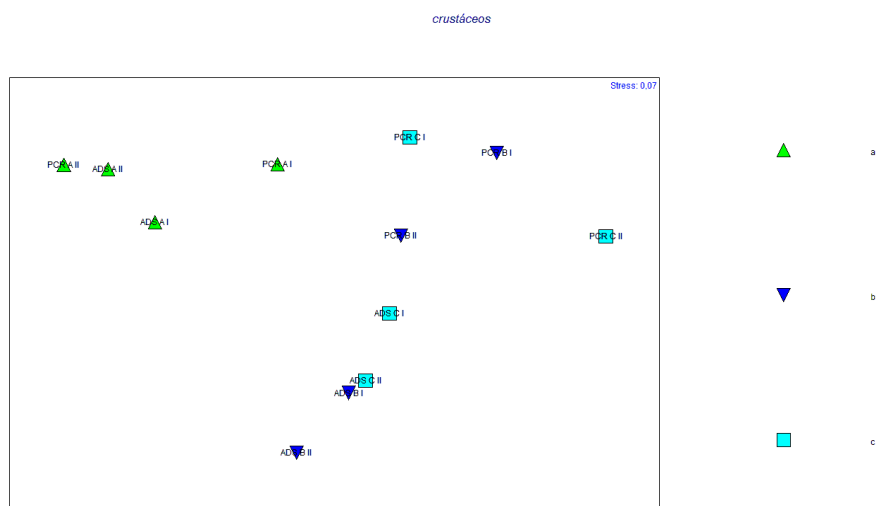 crustáceos
Stress: 0,07
PCR C I
PCR B I
PCR A II
ADS A II
PCR A I
a
ADS A I
PCR B II
PCR C II
b
ADS C I
ADS C II
ADS B I
c
ADS B II